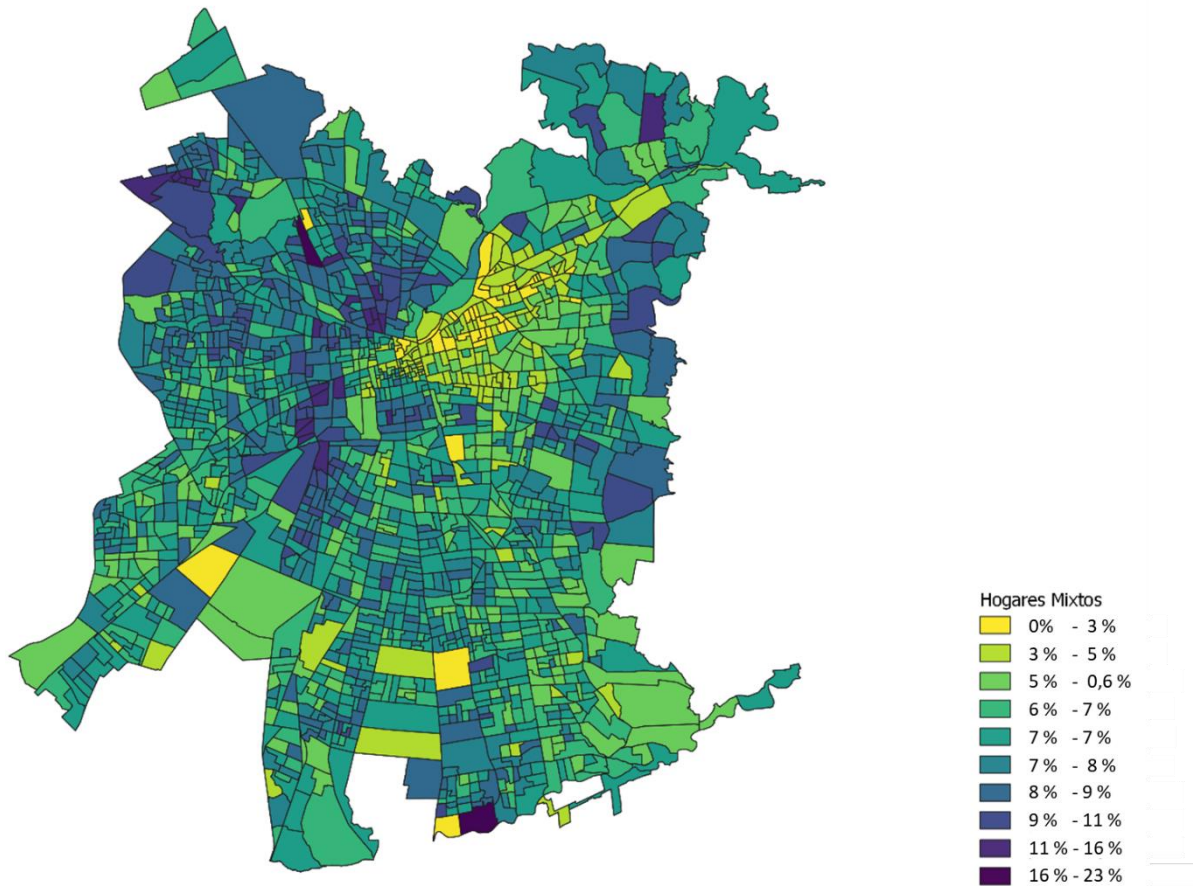 Hogares Mixtos
0% - 3 %
3 % - 5 %
5 % - 0,6 %
6 % - 7 %
7 % - 7 %
7 % - 8 %
8 % - 9 %
9 % - 11 %
11 % - 16 %
16 % - 23 %